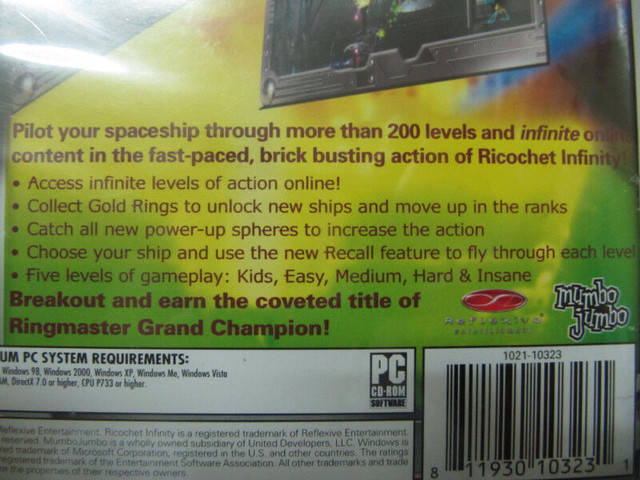 Pilot your spaceship through more than 200 levels and infinite online
content in the fast-paced, brick busting action of Ricochet Infinity!
• Access infinite levels of action online!
• Collect Gold Rings to unlock new ships and move up in the ranks
• Catch all new power-up spheres to increase the action
• Choose your ship and use the new Recall feature to fly through each level
• Five levels of gameplay: Kids, Easy, Medium, Hard & Insane
Breakout and earn the coveted title of
Ringmaster Grand Champion!
Reflexive
Entertainment
mumbo
jumbo
UM PC SYSTEM REQUIREMENTS:
Windows 98, Windows 2000, Windows XP, Windows Me, Windows Vista
AM, DirectX 7.0 or higher, CPU P733 or higher.
PC
CD-ROM
SOFTWARE
1021-10323
8 11930 10323 1
Reflexive Entertainment. Ricochet Infinity is a registered trademark of Reflexive Entertainment.
reserved. MumboJumbo is a wholly owned subsidiary of United Developers, LLC. Windows is
red trademark of Microsoft Corporation, registered in the U.S. and other countries. The ratings
registered trademark of the Entertainment Software Association. All other trademarks and trade
e the properties of their respective owners.